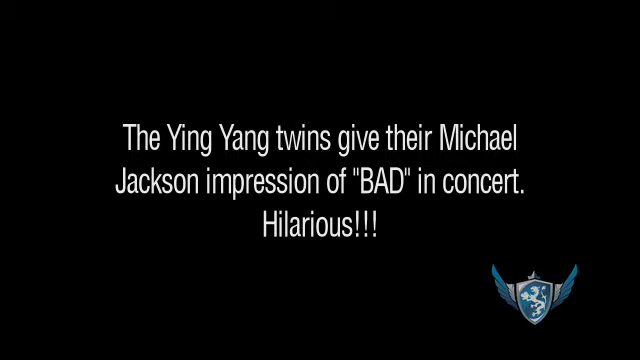 The Ying Yang twins give their Michael
Jackson impression of "BAD" in concert.
Hilarious!!!